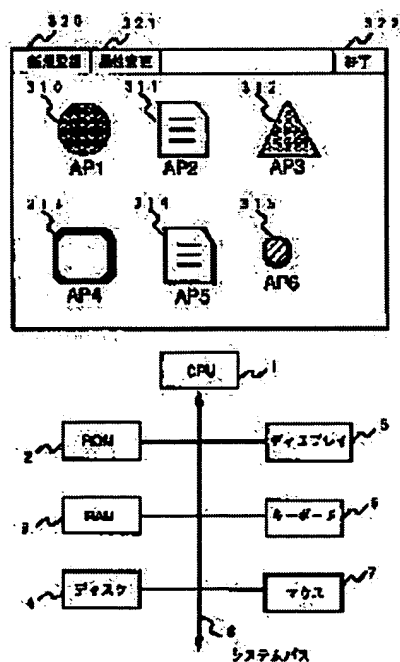 320 321 322
新規登録 属性変更 終了
310 311 312
AP1 AP2 AP3
313 314 315
AP4 AP5 AP6
CPU 1
2 ROM ディスプレイ 5
3 RAM キーボード 6
4 ディスク マウス 7
8
システムバス